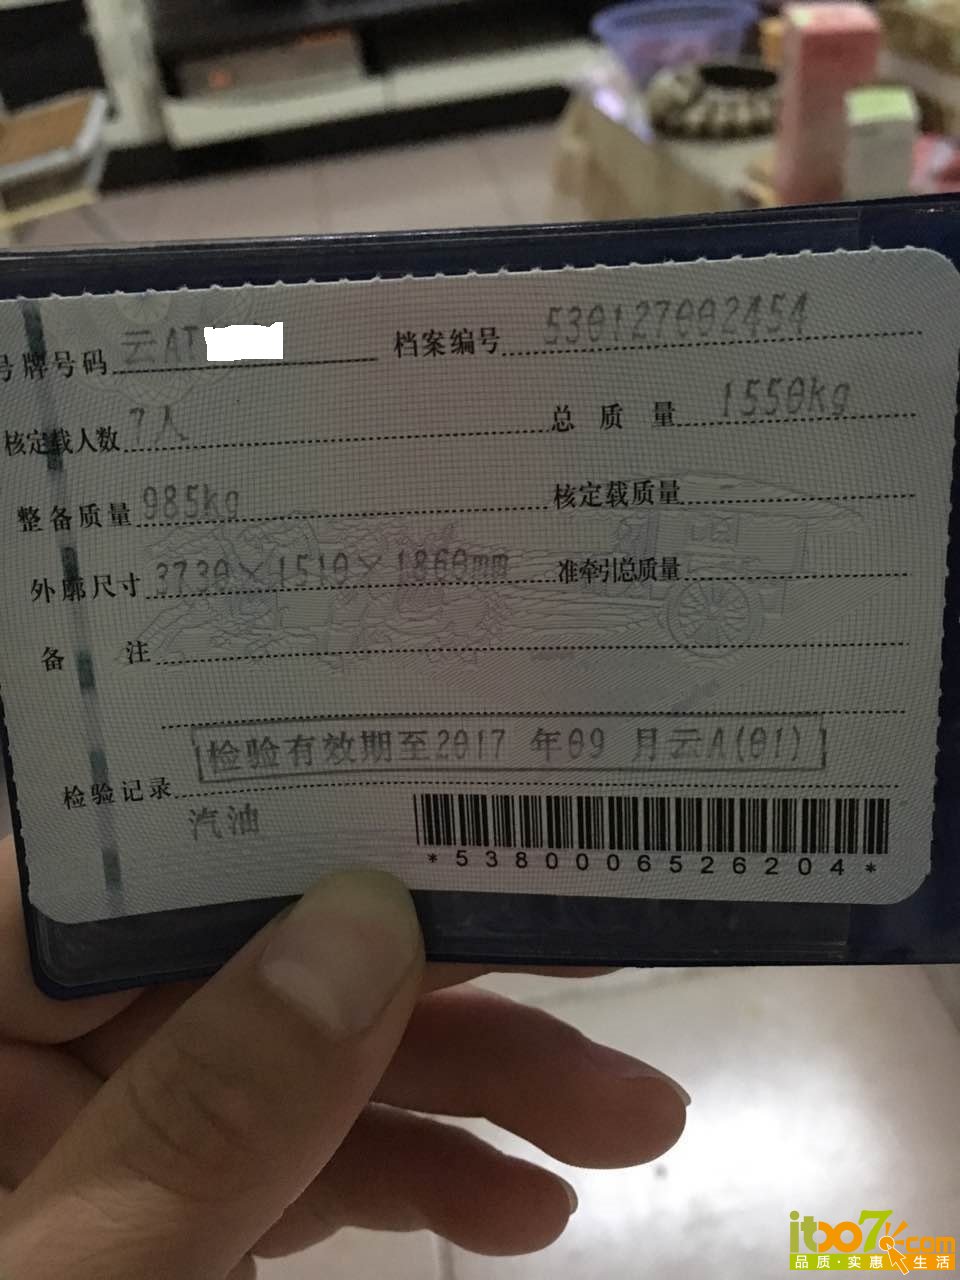 号牌号码 云AT 档案编号 530127002454
核定载人数 7人 总质量 1550kg
整备质量 985kg 核定载质量
外廓尺寸 3730×1510×1860mm 准牵引总质量
备注
检验记录 检验有效期至2017 年09 月云A(01)
汽油
*5380006526204*
itbo7.com
品质·实惠 生活